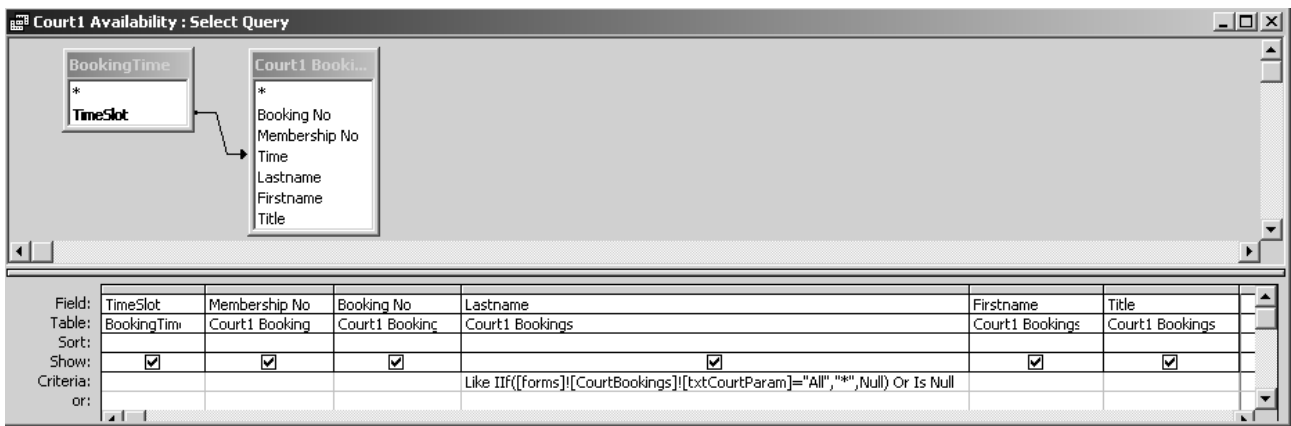 Court1 Availability : Select Query
BookingTime
*
TimeSlot
Court1 Booki...
*
Booking No
Membership No
Time
Lastname
Firstname
Title
Field: TimeSlot Membership No Booking No Lastname Firstname Title
Table: BookingTim Court1 Booking Court1 Booking Court1 Bookings Court1 Bookings Court1 Bookings
Sort:
Show:
Criteria: Like IIf([forms]![CourtBookings]![txtCourtParam]="All","*",Null) Or Is Null
or: